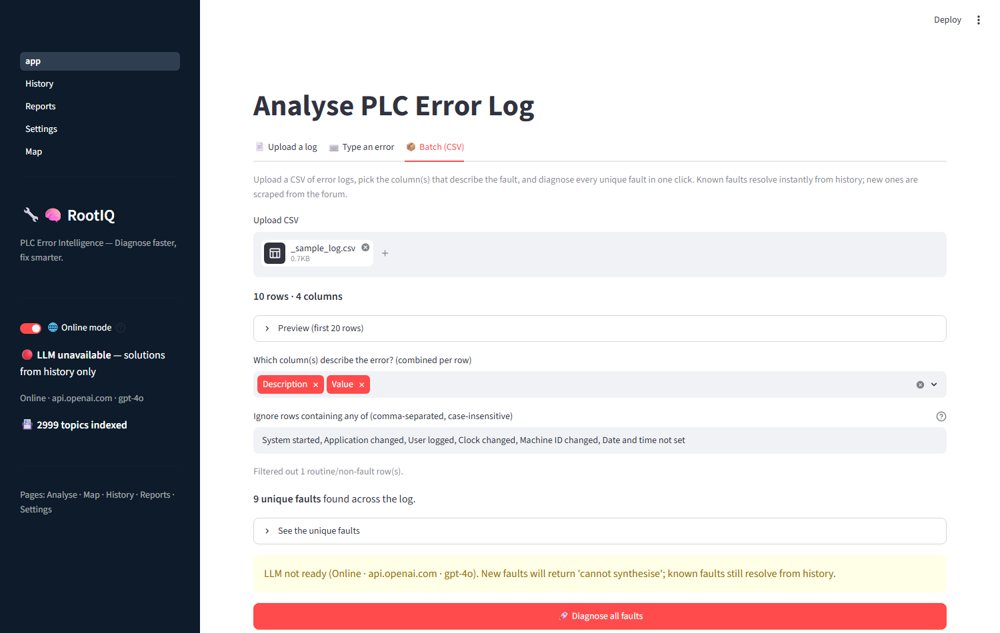 Deploy
app
History
Reports
Settings
Map
RootIQ
PLC Error Intelligence — Diagnose faster,
fix smarter.
Online mode
LLM unavailable — solutions
from history only
Online · api.openai.com · gpt-4o
2999 topics indexed
Pages: Analyse · Map · History · Reports ·
Settings
Analyse PLC Error Log
Upload a log
Type an error
Batch (CSV)
Upload a CSV of error logs, pick the column(s) that describe the fault, and diagnose every unique fault in one click. Known faults resolve instantly from history; new ones are
scraped from the forum.
Upload CSV
_sample_log.csv
0.7KB
10 rows · 4 columns
Preview (first 20 rows)
Which column(s) describe the error? (combined per row)
Description
Value
Ignore rows containing any of (comma-separated, case-insensitive)
System started, Application changed, User logged, Clock changed, Machine ID changed, Date and time not set
Filtered out 1 routine/non-fault row(s).
9 unique faults found across the log.
See the unique faults
LLM not ready (Online · api.openai.com · gpt-4o). New faults will return 'cannot synthesise'; known faults still resolve from history.
Diagnose all faults